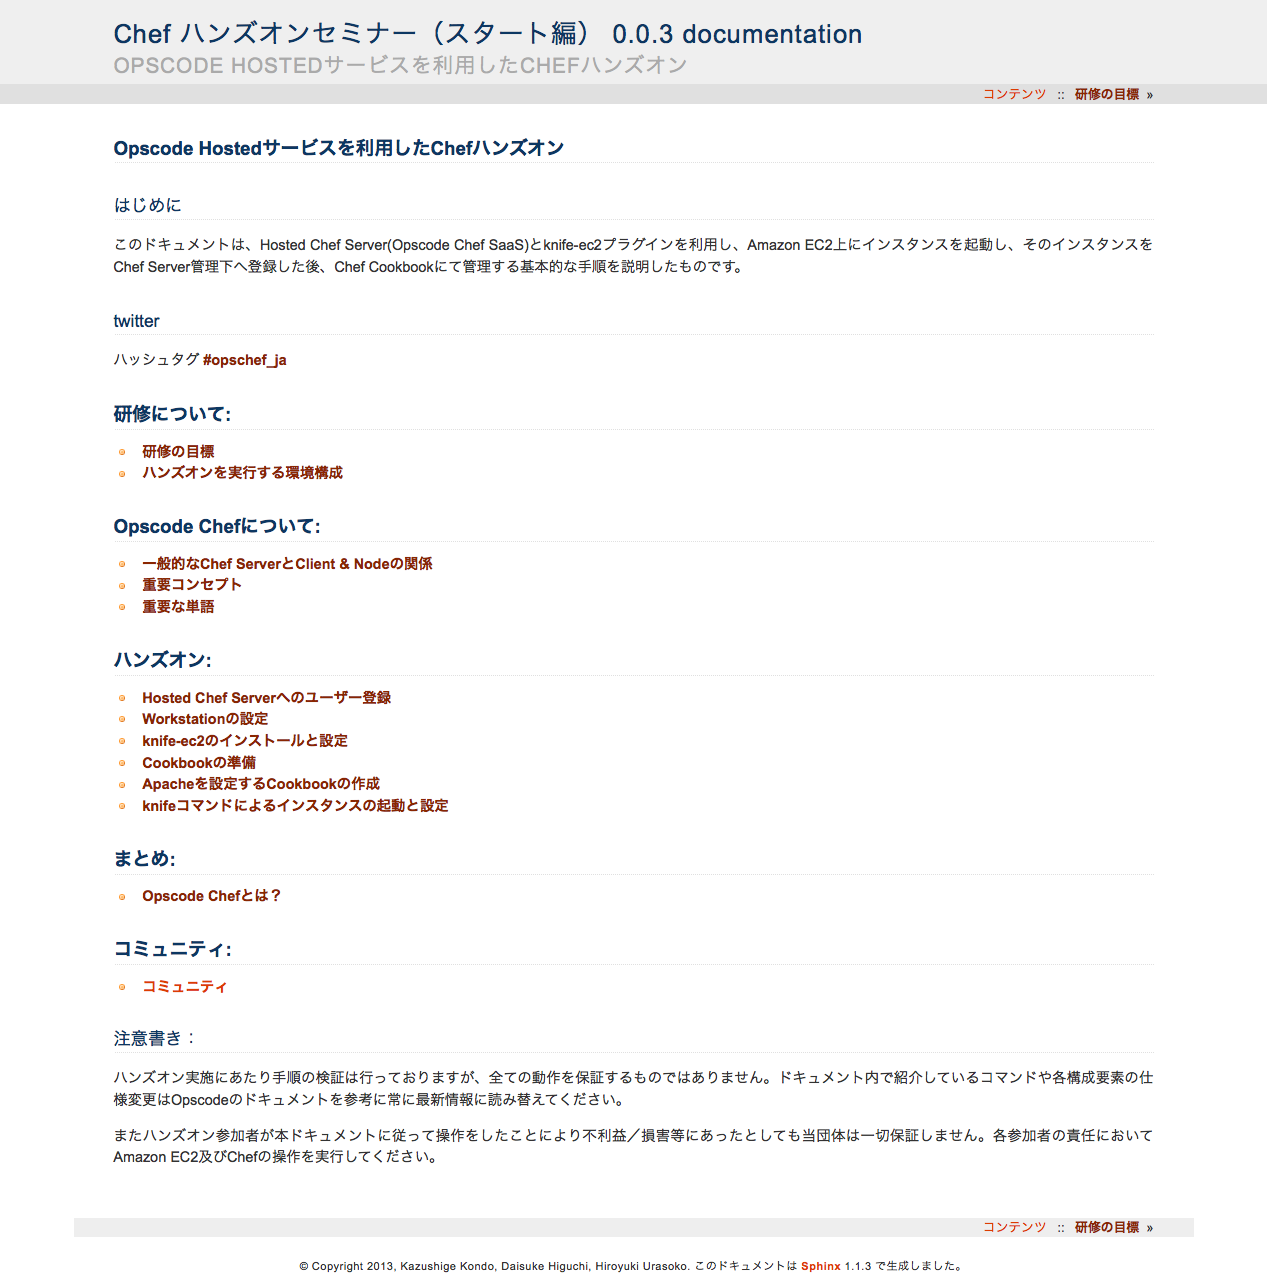 Chef ハンズオンセミナー（スタート編） 0.0.3 documentation
OPSCODE HOSTEDサービスを利用したCHEFハンズオン
コンテンツ :: 研修の目標 »
Opscode Hostedサービスを利用したChefハンズオン
はじめに
このドキュメントは、Hosted Chef Server(Opscode Chef SaaS)とknife-ec2プラグインを利用し、Amazon EC2上にインスタンスを起動し、そのインスタンスを
Chef Server管理下へ登録した後、Chef Cookbookにて管理する基本的な手順を説明したものです。
twitter
ハッシュタグ #opschef_ja
研修について:
研修の目標
ハンズオンを実行する環境構成
Opscode Chefについて:
一般的なChef ServerとClient & Nodeの関係
重要コンセプト
重要な単語
ハンズオン:
Hosted Chef Serverへのユーザー登録
Workstationの設定
knife-ec2のインストールと設定
Cookbookの準備
Apacheを設定するCookbookの作成
knifeコマンドによるインスタンスの起動と設定
まとめ:
Opscode Chefとは？
コミュニティ:
コミュニティ
注意書き：
ハンズオン実施にあたり手順の検証は行っておりますが、全ての動作を保証するものではありません。ドキュメント内で紹介しているコマンドや各構成要素の仕
様変更はOpscodeのドキュメントを参考に常に最新情報に読み替えてください。
またハンズオン参加者が本ドキュメントに従って操作をしたことにより不利益／損害等にあったとしても当団体は一切保証しません。各参加者の責任において
Amazon EC2及びChefの操作を実行してください。
コンテンツ :: 研修の目標 »
© Copyright 2013, Kazushige Kondo, Daisuke Higuchi, Hiroyuki Urasoko. このドキュメントは Sphinx 1.1.3 で生成しました。